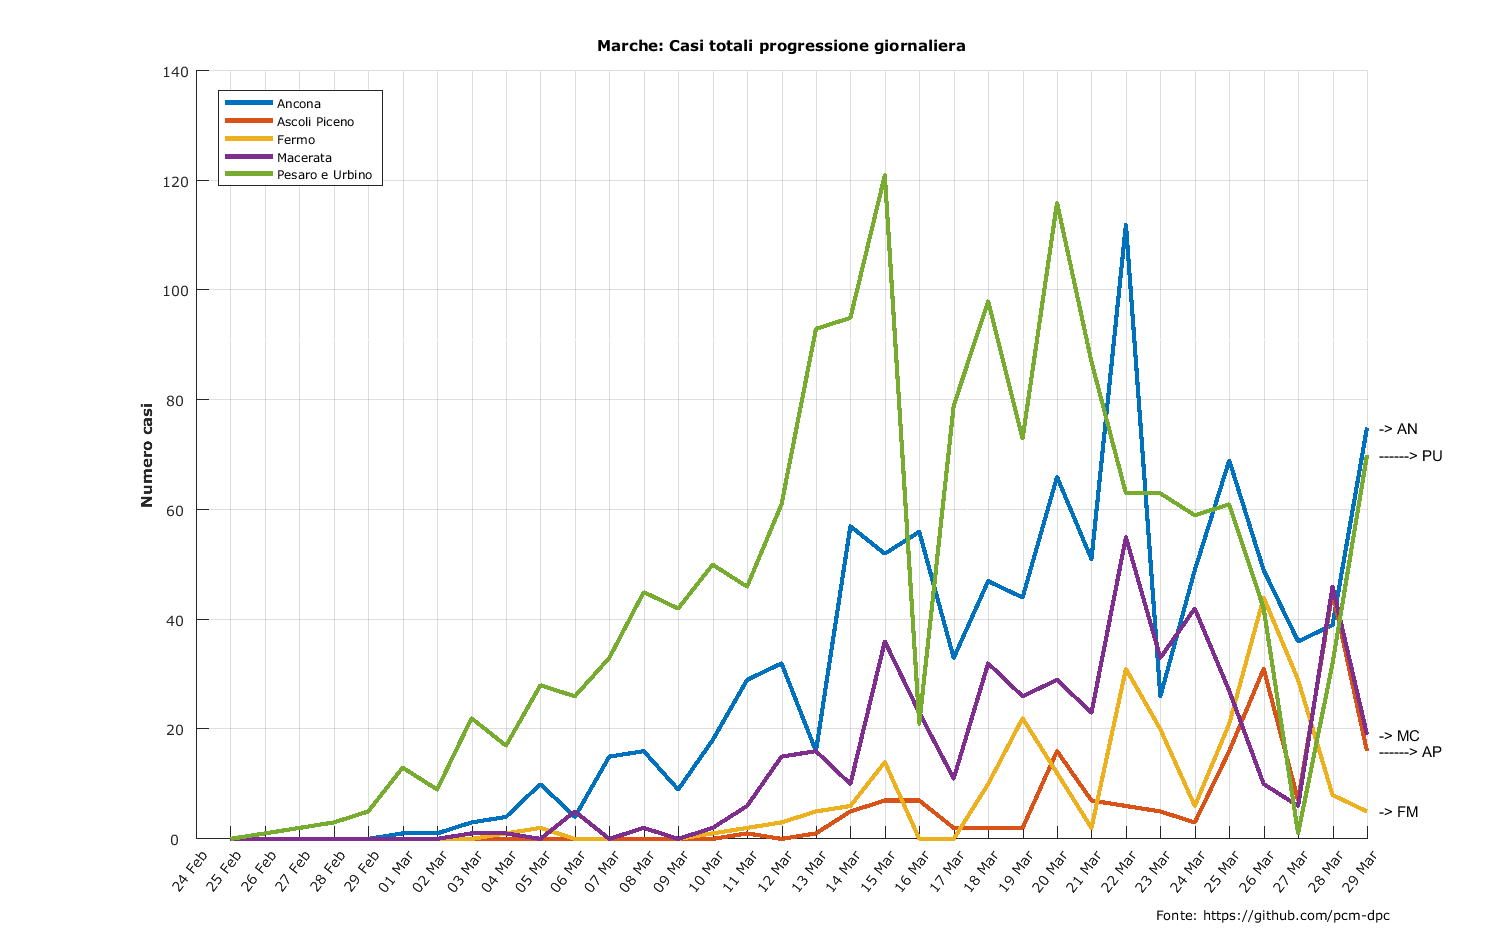 Marche: Casi totali progressione giornaliera
140
120
100
80
60
40
20
0
Numero casi
Ancona
Ascoli Piceno
Fermo
Macerata
Pesaro e Urbino
-> AN
------> PU
-> MC
------> AP
-> FM
24 Feb
25 Feb
26 Feb
27 Feb
28 Feb
29 Feb
01 Mar
02 Mar
03 Mar
04 Mar
05 Mar
06 Mar
07 Mar
08 Mar
09 Mar
10 Mar
11 Mar
12 Mar
13 Mar
14 Mar
15 Mar
16 Mar
17 Mar
18 Mar
19 Mar
20 Mar
21 Mar
22 Mar
23 Mar
24 Mar
25 Mar
26 Mar
27 Mar
28 Mar
29 Mar
Fonte: https://github.com/pcm-dpc